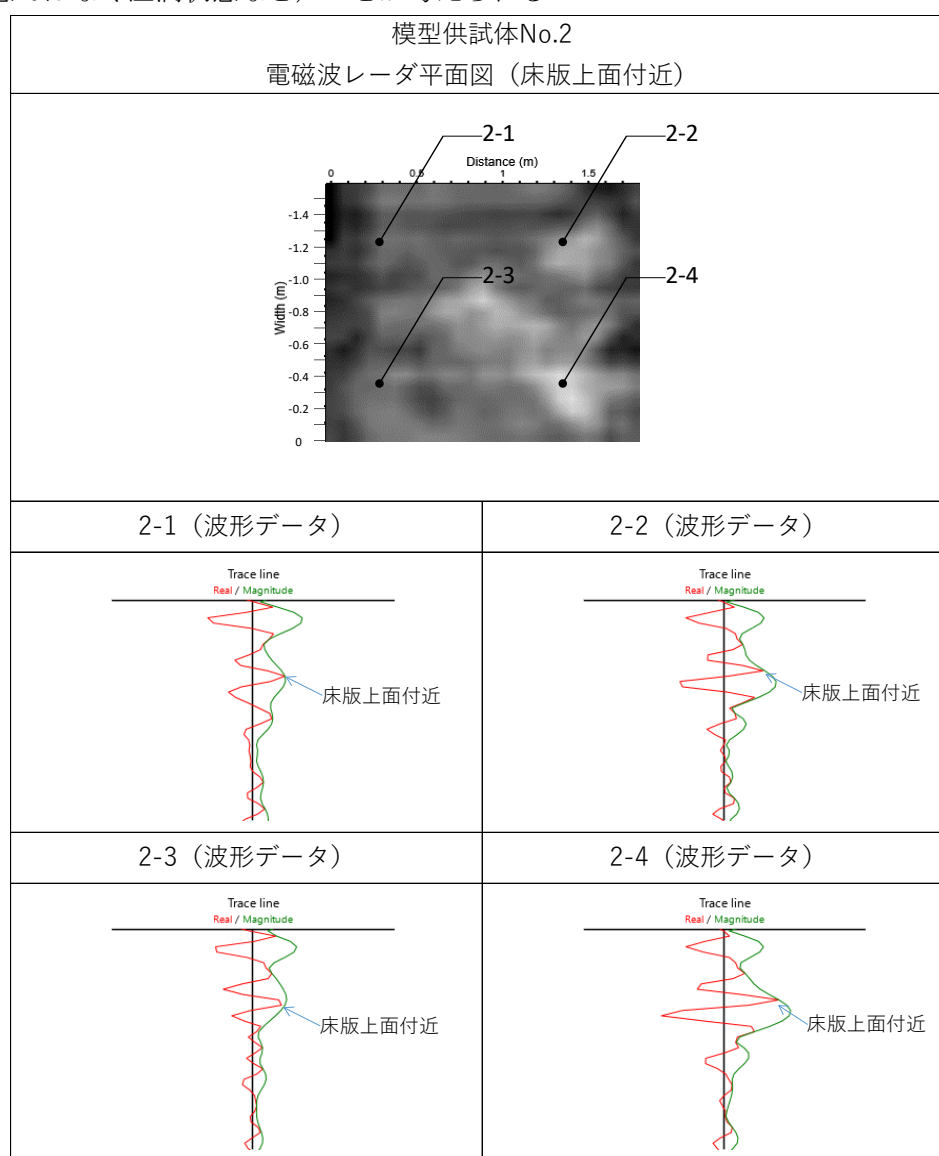 模型供試体No.2
電磁波レーダ平面図（床版上面付近）
2-1
2-2
Distance (m)
0 0.5 1 1.5
-1.4
-1.2
2-3
2-4
-1.0
Width (m)
-0.8
-0.6
-0.4
-0.2
0
2-1（波形データ）
2-2（波形データ）
Trace line
Real / Magnitude
床版上面付近
Trace line
Real / Magnitude
床版上面付近
2-3（波形データ）
2-4（波形データ）
Trace line
Real / Magnitude
床版上面付近
Trace line
Real / Magnitude
床版上面付近